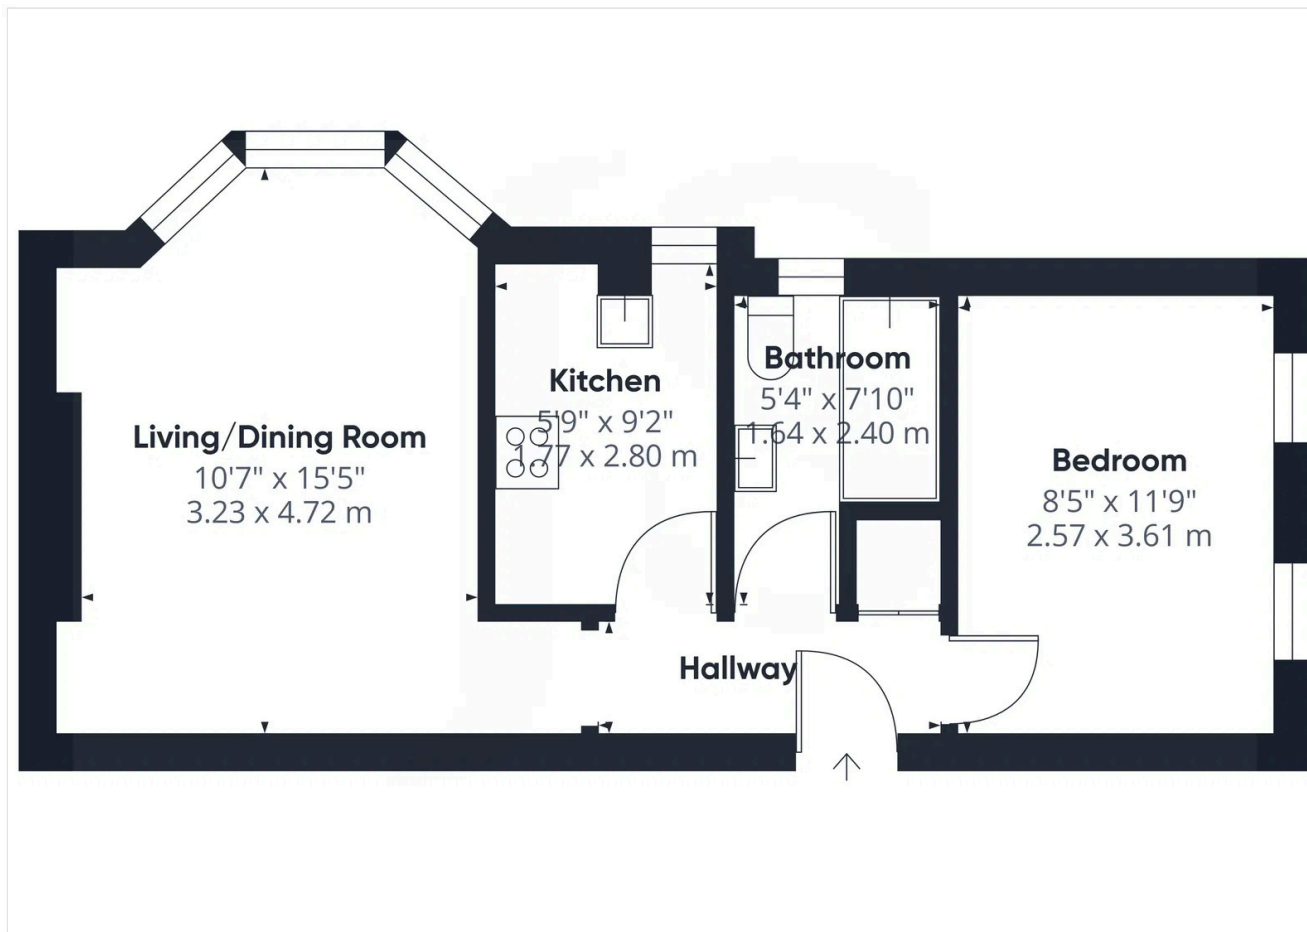 Living/Dining Room
10'7" x 15'5"
3.23 x 4.72 m
Kitchen
5'9" x 9'2"
1.77 x 2.80 m
Bathroom
5'4" x 7'10"
1.64 x 2.40 m
Bedroom
8'5" x 11'9"
2.57 x 3.61 m
Hallway